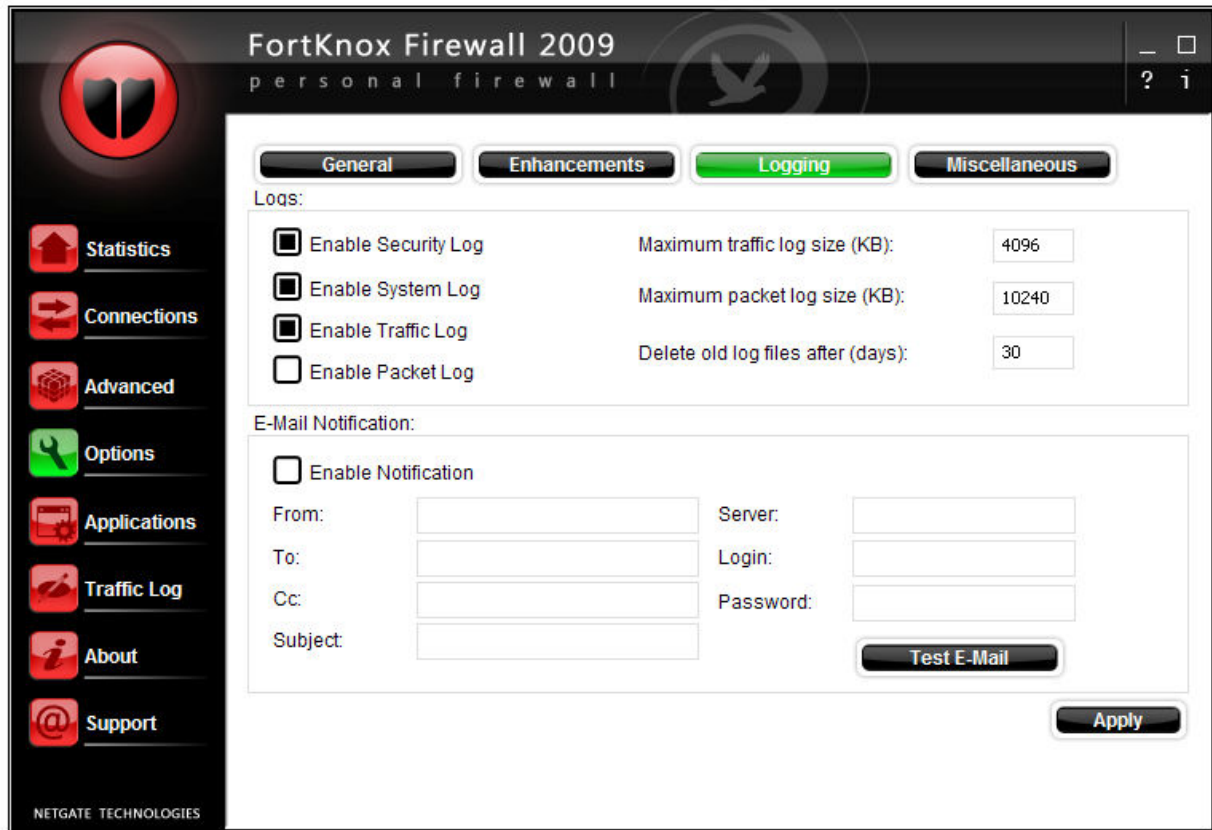 FortKnox Firewall 2009
personal firewall
? i
General Enhancements Logging Miscellaneous
Logs:
Enable Security Log Maximum traffic log size (KB): 4096
Enable System Log Maximum packet log size (KB): 10240
Enable Traffic Log
Delete old log files after (days): 30
Enable Packet Log
E-Mail Notification:
Enable Notification
From: Server:
To: Login:
Cc: Password:
Subject:
Test E-Mail
Apply
Statistics
Connections
Advanced
Options
Applications
Traffic Log
About
Support
NETGATE TECHNOLOGIES